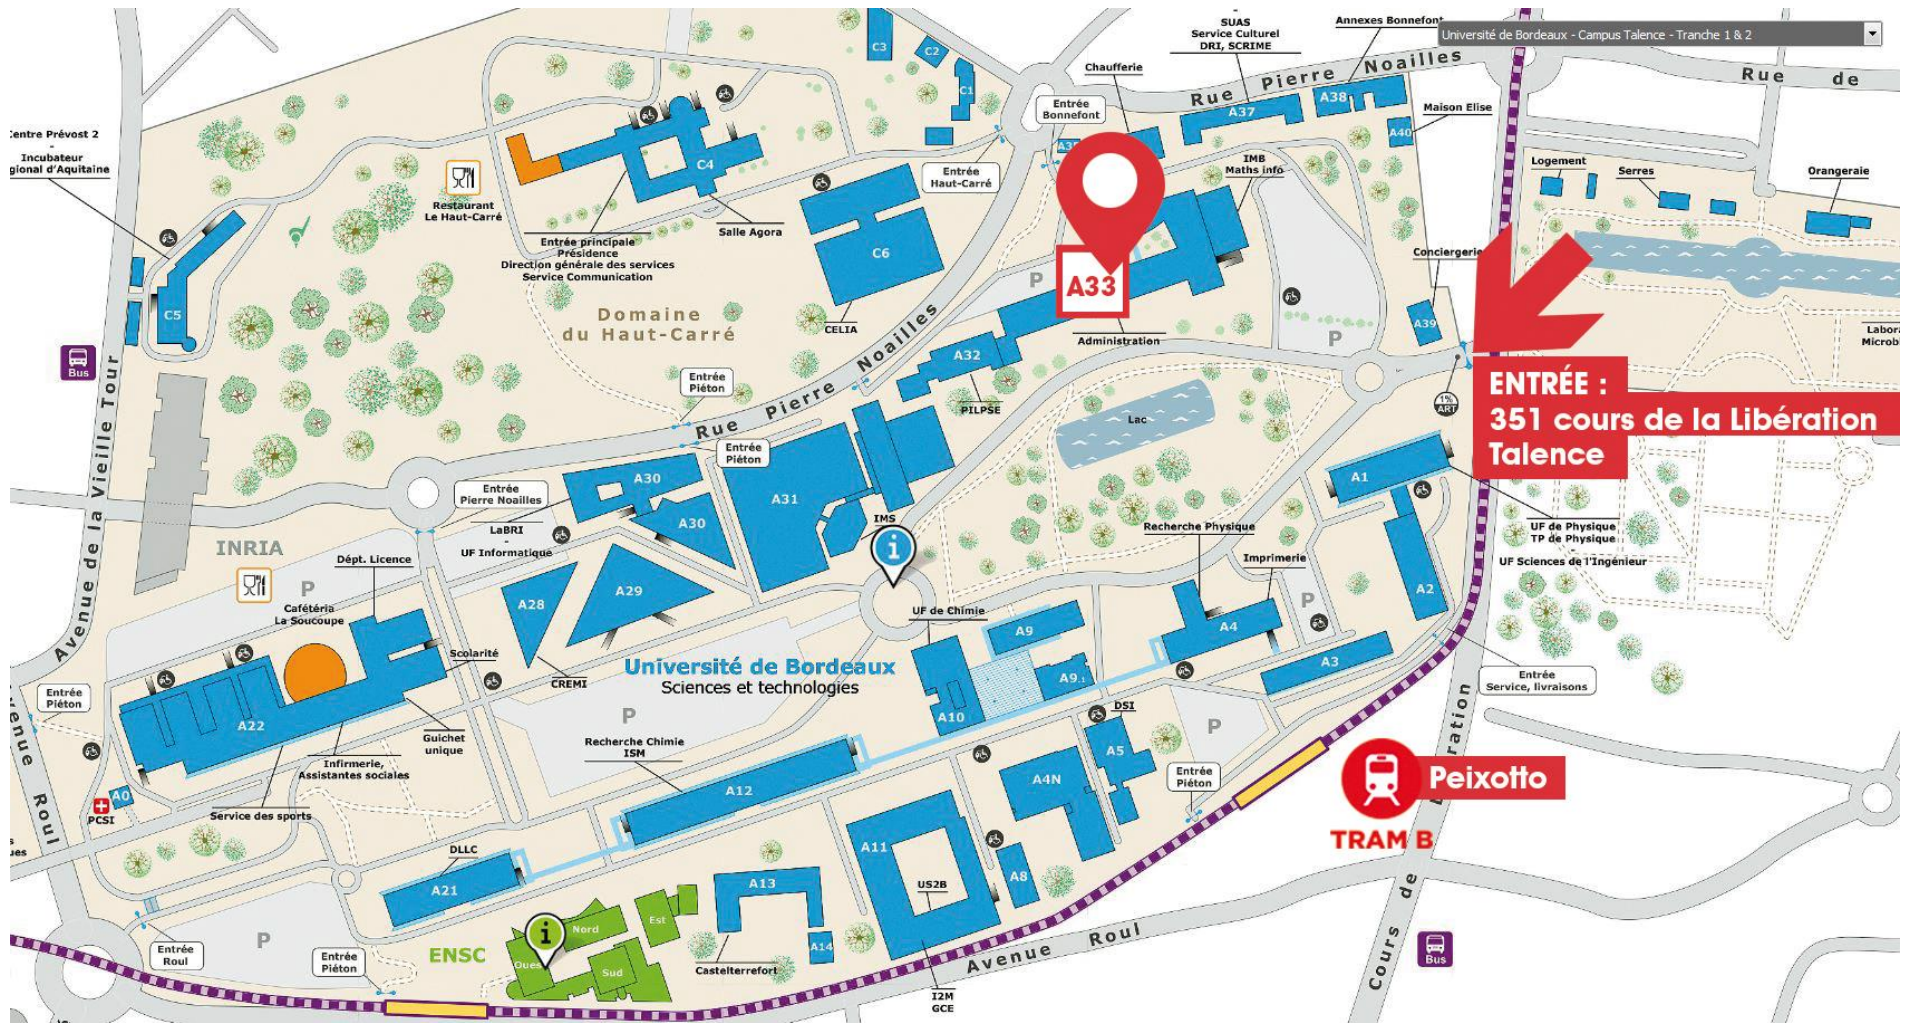 SUAS
Service Culturel
DRI, SCRIME
Annexes Bonnefont
Université de Bordeaux - Campus Talence - Tranche 1 & 2
C3
C2
C1
Chaufferie
Rue Pierre Noailles
Rue de
Entrée
Bonnefont
A37
A38
Maison Elise
A40
Centre Prévost 2
-
Incubateur
gional d'Aquitaine
C4
Entrée
Haut-Carré
IMB
Maths info
Logement
Serres
Orangeraie
Restaurant
Le Haut-Carré
Salle Agora
Entrée principale
Présidence
Direction générale des services
Service Communication
C6
CELIA
P
A33
Administration
Conciergerie
A39
P
C5
Domaine
du Haut-Carré
Bus
Avenue de la Vieille Tour
Entrée
Piéton
Rue Pierre Noailles
A32
PILPSE
Lac
1%
ART
ENTRÉE :
351 cours de la Libération
Talence
Labora
Microb
Entrée
Piéton
A30
A30
A31
IMS
Entrée
Pierre Noailles
LaBRI
-
UF Informatique
INRIA
P
Dépt. Licence
Cafétéria
La Soucoupe
A28
A29
CREMI
i
A1
UF de Physique
TP de Physique
-
UF Sciences de l'Ingénieur
A2
Recherche Physique
Imprimerie
P
UF de Chimie
A9
A4
A3
A9.1
A10
Entrée
Service, livraisons
Université de Bordeaux
Sciences et technologies
P
Scolarité
Guichet
unique
A22
Infirmerie,
Assistantes sociales
Service des sports
Entrée
Piéton
A0
PCSI
Avenue Roul
Recherche Chimie
ISM
A12
DSI
A5
P
A4N
Entrée
Piéton
Peixotto
TRAM B
DLLC
A21
A11
US2B
A8
A13
A14
Castelterrefort
I2M
GCE
ENSC
i
Nord
Est
Sud
P
Entrée
Roul
Entrée
Piéton
Avenue Roul
Cours de
ration
Bus